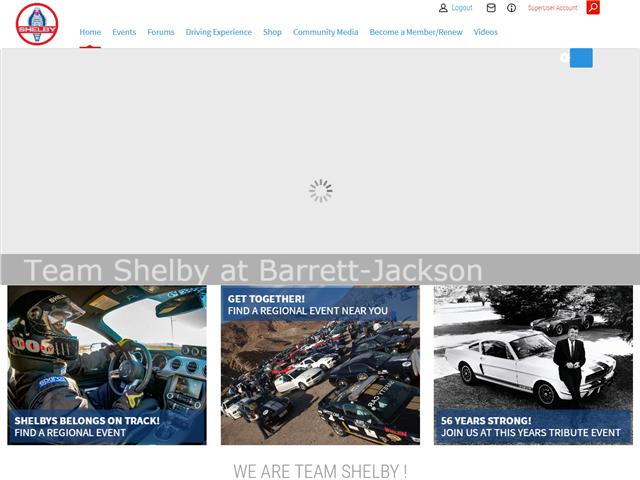 SHELBY
Logout
SuperUser Account
Home Events Forums Driving Experience Shop Community Media Become a Member/Renew Videos
Team Shelby at Barrett-Jackson
SHELBYS BELONGS ON TRACK!
FIND A REGIONAL EVENT
GET TOGETHER!
FIND A REGIONAL EVENT NEAR YOU
56 YEARS STRONG!
JOIN US AT THIS YEARS TRIBUTE EVENT
WE ARE TEAM SHELBY !